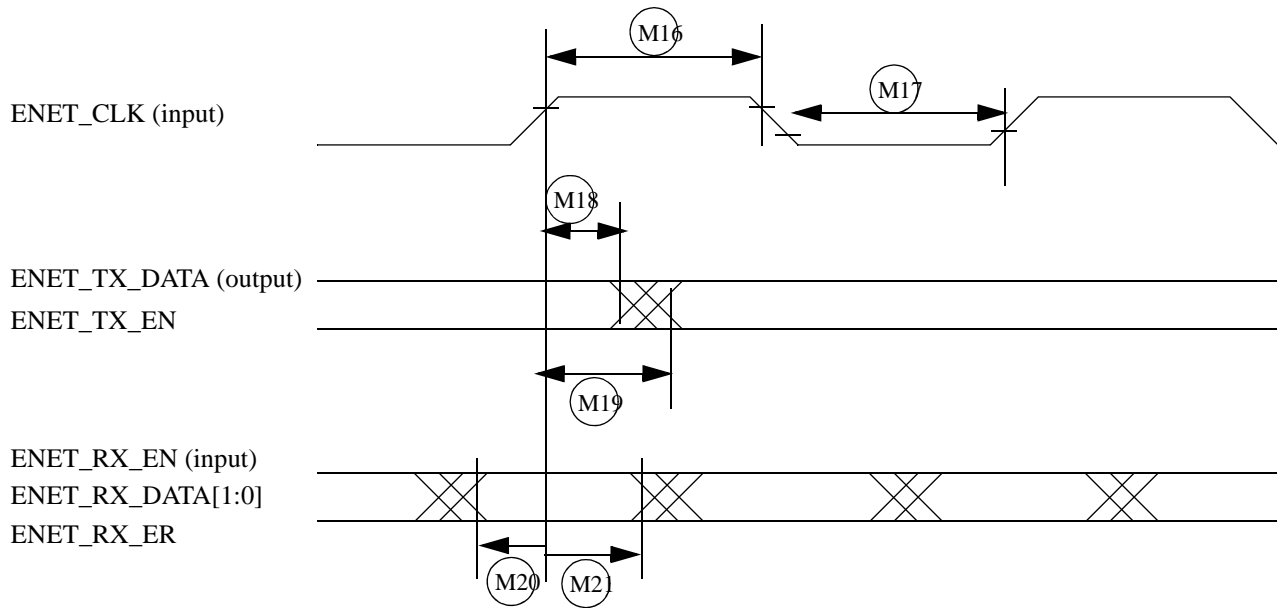 M16
ENET_CLK (input)
M17
M18
ENET_TX_DATA (output)
ENET_TX_EN
M19
ENET_RX_EN (input)
ENET_RX_DATA[1:0]
ENET_RX_ER
M20
M21